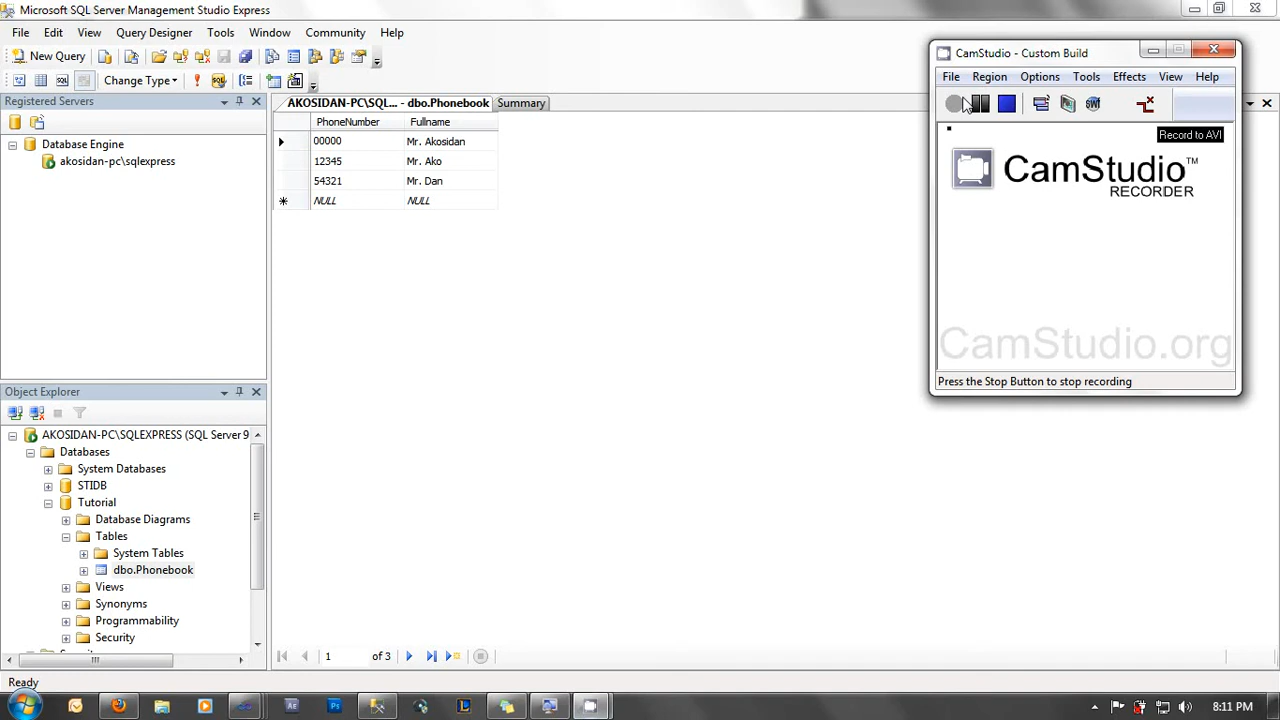 Microsoft SQL Server Management Studio Express
File Edit View Query Designer Tools Window Community Help
New Query
Change Type
Registered Servers
Database Engine
akosidan-pc\sqlexpress
Object Explorer
AKOSIDAN-PC\SQLEXPRESS (SQL Server 9
Databases
System Databases
STIDB
Tutorial
Database Diagrams
Tables
System Tables
dbo.Phonebook
Views
Synonyms
Programmability
Security
AKOSIDAN-PC\SQL... - dbo.Phonebook Summary
PhoneNumber Fullname
00000 Mr. Akosidan
12345 Mr. Ako
54321 Mr. Dan
NULL NULL
1 of 3
CamStudio - Custom Build
File Region Options Tools Effects View Help
SWF
Record to AVI
CamStudio™
RECORDER
CamStudio.org
Press the Stop Button to stop recording
Ready
Ae Ps L
8:11 PM